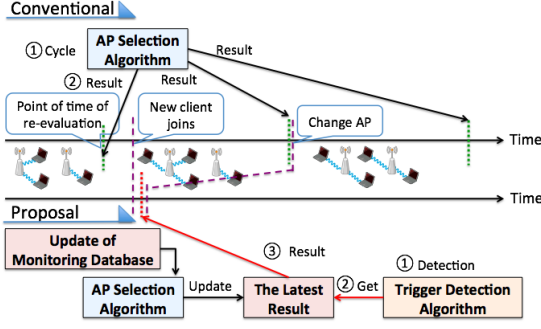 Conventional
① Cycle
AP Selection
Algorithm
Result
② Result
Result
Point of time of
re-evaluation
New client
joins
Change AP
Time
Time
Proposal
Update of
Monitoring Database
③ Result
① Detection
AP Selection
Algorithm
Update
The Latest
Result
② Get
Trigger Detection
Algorithm